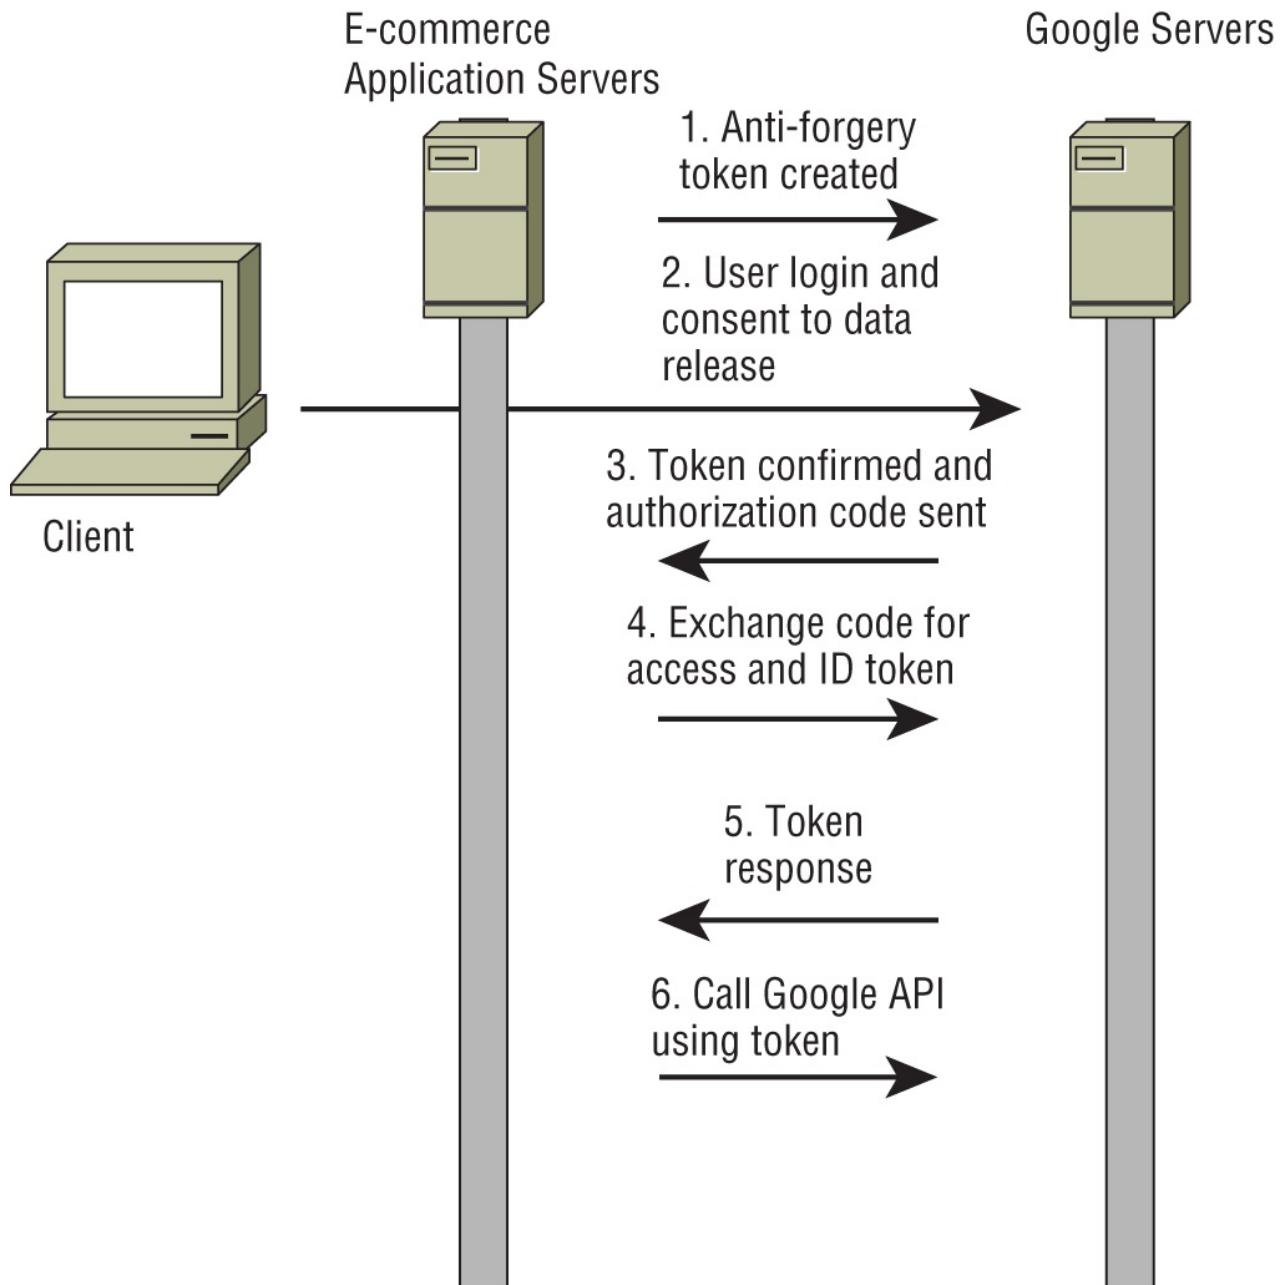 E-commerce
Application Servers
Google Servers
1. Anti-forgery
token created
2. User login and
consent to data
release
3. Token confirmed and
authorization code sent
Client
4. Exchange code for
access and ID token
5. Token
response
6. Call Google API
using token